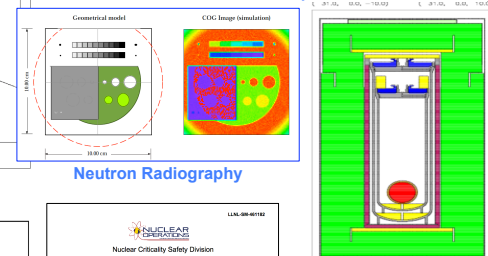 Geometrical model
COG Image (simulation)
10.00 cm
10.00 cm
Neutron Radiography
LLNL-SM-461182
NUCLEAR
OPERATIONS
Nuclear Criticality Safety Division